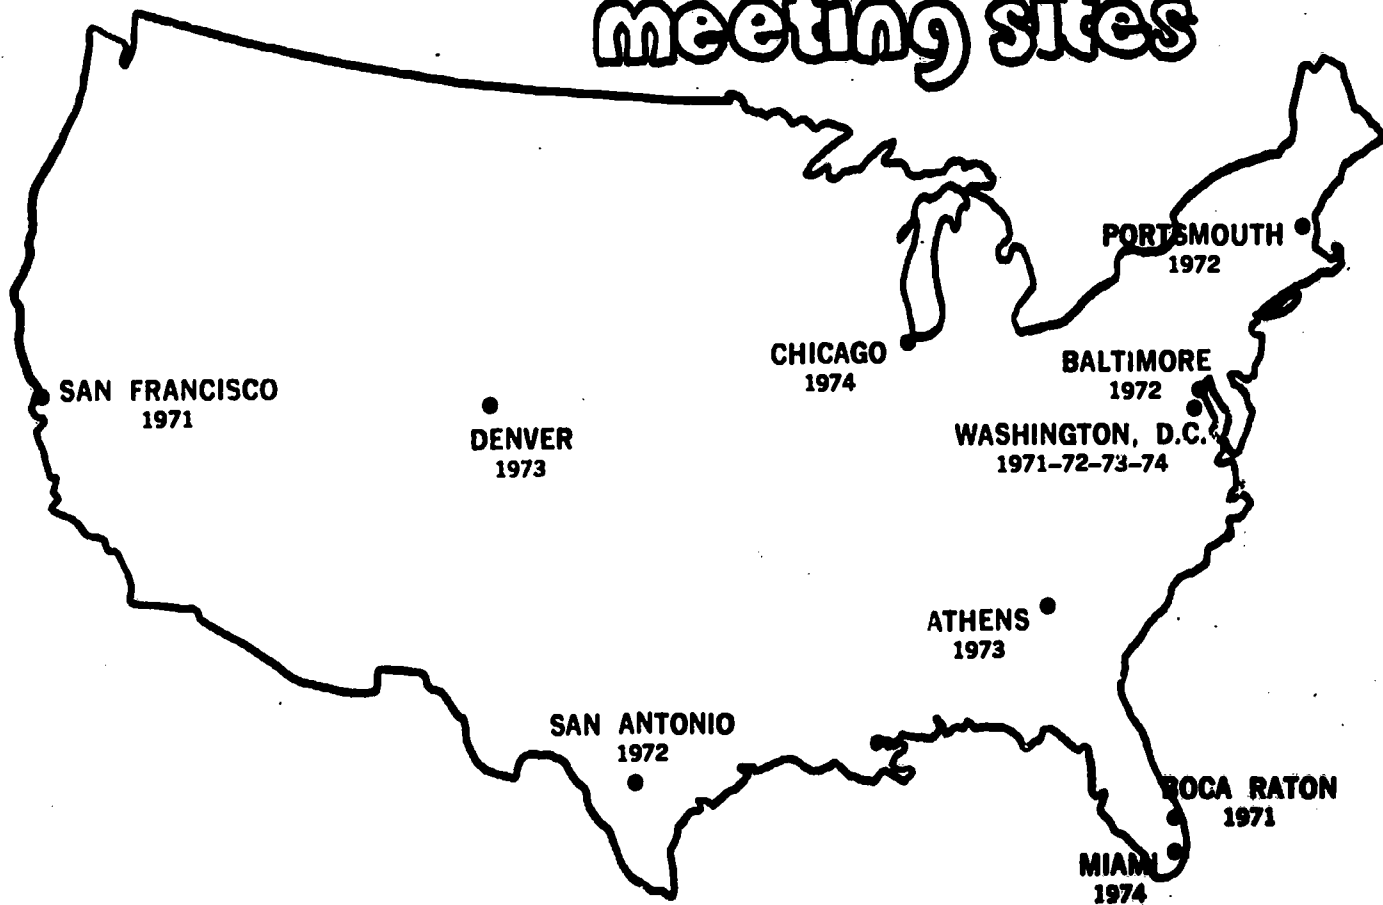 meeting sites
PORTSMOUTH
1972
CHICAGO
1974
BALTIMORE
1972
SAN FRANCISCO
1971
DENVER
1973
WASHINGTON, D.C.
1971-72-73-74
ATHENS
1973
SAN ANTONIO
1972
BOCA RATON
1971
MIAMI
1974